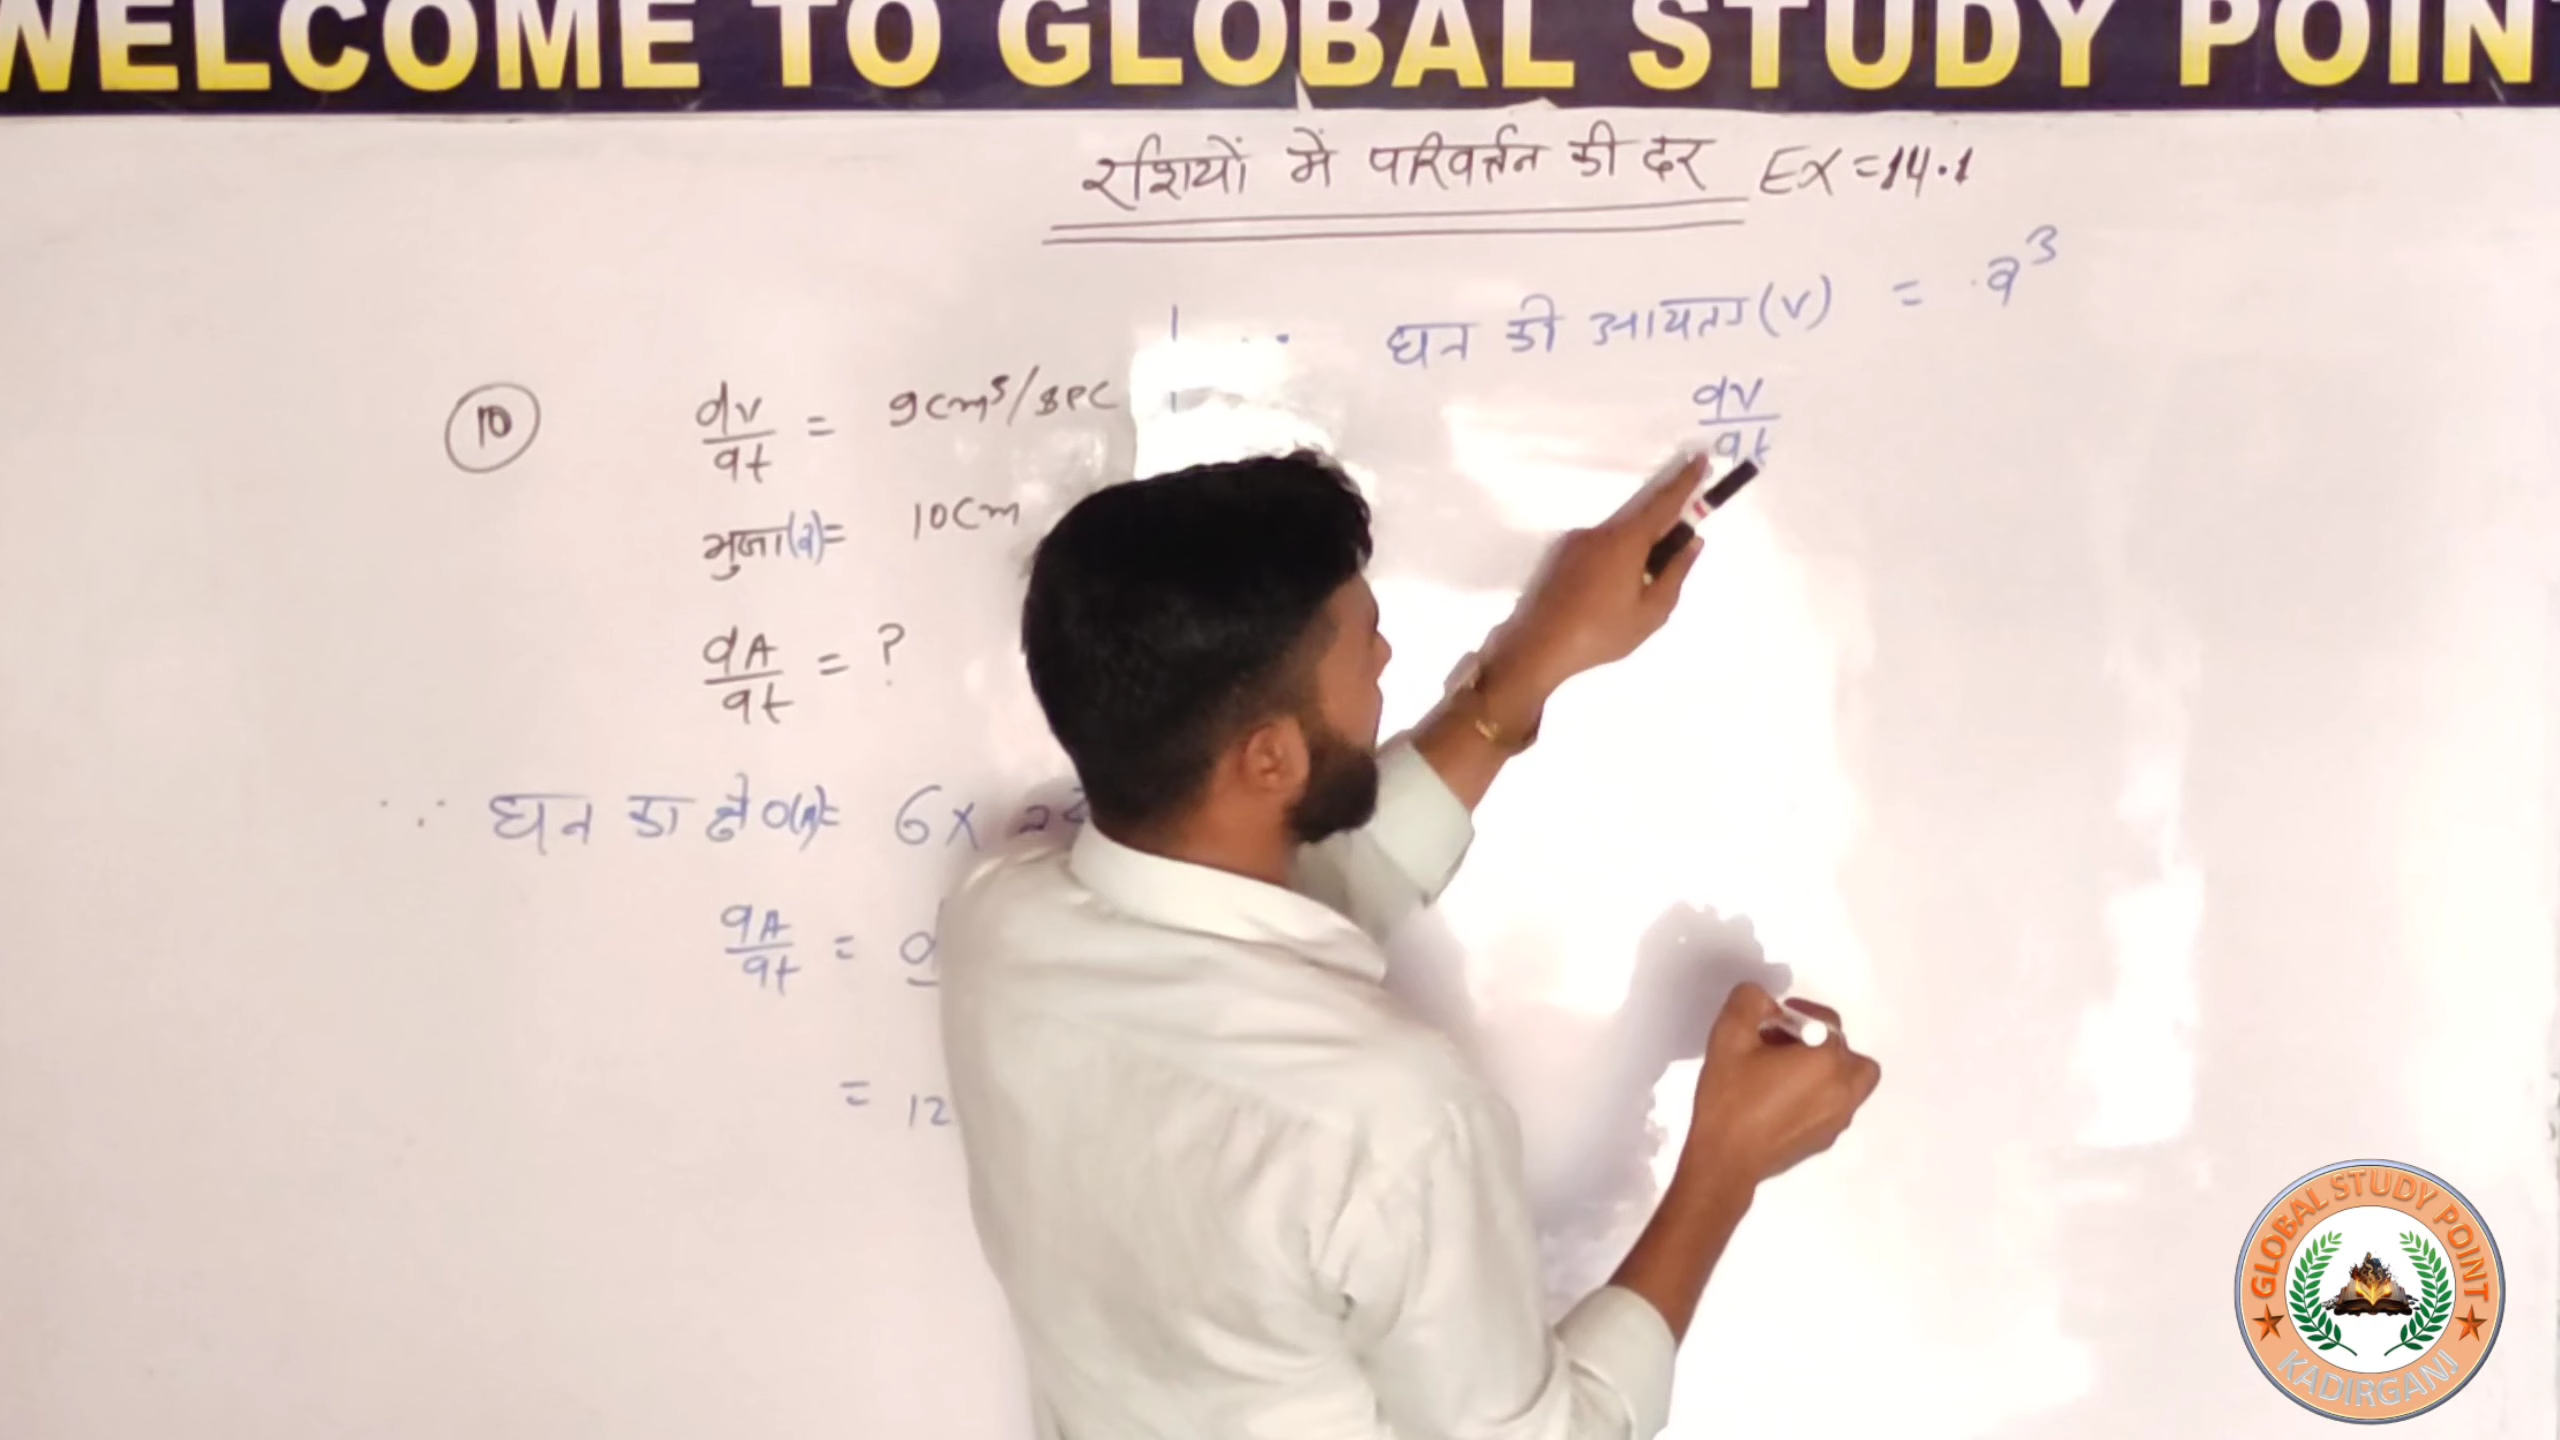 WELCOME TO GLOBAL STUDY POIN
रशियों में परिवर्तन की दर EX = 14.1
10
dv/dt = 9cm³/sec
भुजा(a) = 10cm
dA/dt = ?
∵ घन का क्षे०(A) = 6 × a²
dA/dt = d
= 12
∵ घन की आयतन (V) = a³
dV/dt
GLOBAL STUDY POINT
KADIRGANJ